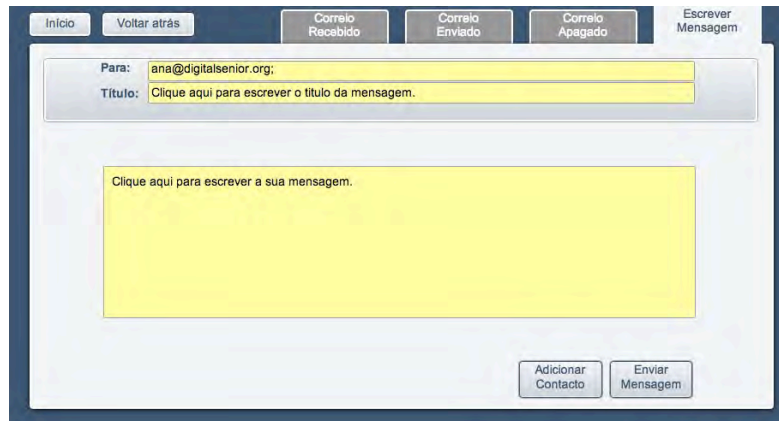 Início
Voltar atrás
Correio
Recebido
Correio
Enviado
Correio
Apagado
Escrever
Mensagem
Para: ana@digitalsenior.org;
Título: Clique aqui para escrever o titulo da mensagem.
Clique aqui para escrever a sua mensagem.
Adicionar
Contacto
Enviar
Mensagem